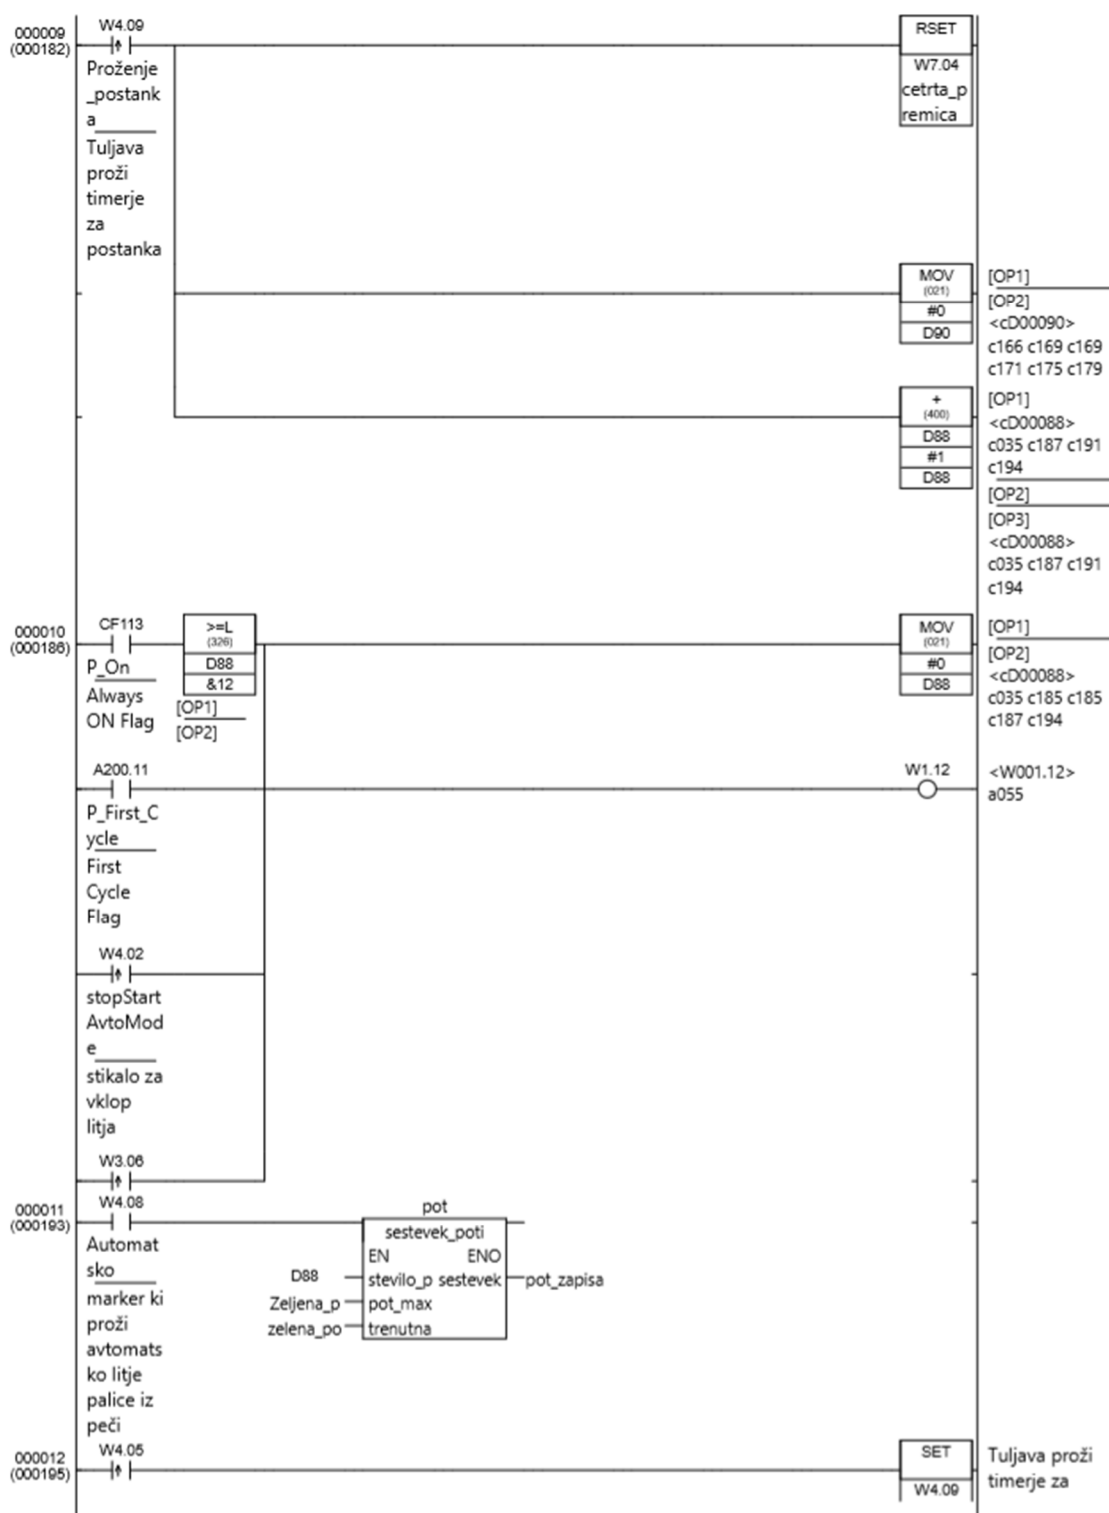 000009
(000182)
W4.09
Proženje
_postank
a
Tuljava
proži
timerje
za
postanka
RSET
W7.04
cetrta_p
remica
MOV
(021)
#0
D90
[OP1]
[OP2]
<cD00090>
c166 c169 c169
c171 c175 c179
+
(400)
D88
#1
D88
[OP1]
<cD00088>
c035 c187 c191
c194
[OP2]
[OP3]
<cD00088>
c035 c187 c191
c194
000010
(000186)
CF113
P_On
Always
ON Flag
>=L
(326)
D88
&12
[OP1]
[OP2]
MOV
(021)
#0
D88
[OP1]
[OP2]
<cD00088>
c035 c185 c185
c187 c194
A200.11
P_First_C
ycle
First
Cycle
Flag
W1.12
<W001.12>
a055
W4.02
stopStart
AvtoMod
e
stikalo za
vklop
litja
W3.06
000011
(000193)
W4.08
Automat
sko
marker ki
proži
avtomats
ko litje
palice iz
peči
pot
sestevek_poti
EN ENO
D88 stevilo_p sestevek pot_zapisa
Zeljena_p pot_max
zelena_po trenutna
000012
(000195)
W4.05
SET
W4.09
Tuljava proži
timerje za